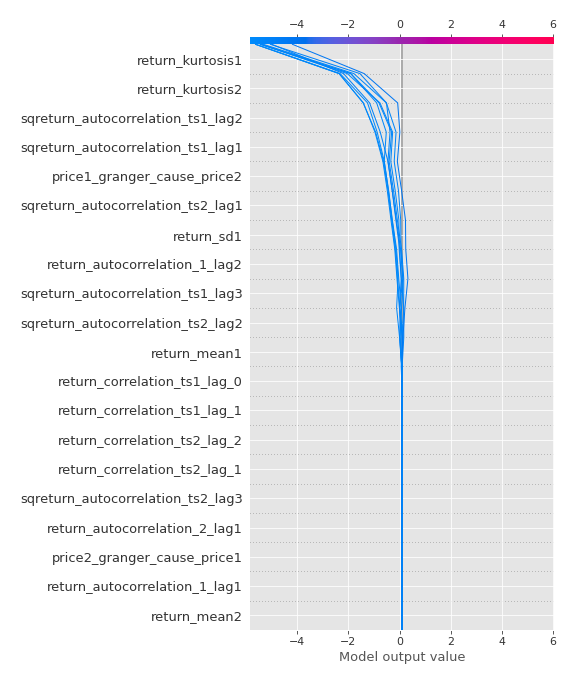 −4 −2 0 2 4 6
return_kurtosis1
return_kurtosis2
sqreturn_autocorrelation_ts1_lag2
sqreturn_autocorrelation_ts1_lag1
price1_granger_cause_price2
sqreturn_autocorrelation_ts2_lag1
return_sd1
return_autocorrelation_1_lag2
sqreturn_autocorrelation_ts1_lag3
sqreturn_autocorrelation_ts2_lag2
return_mean1
return_correlation_ts1_lag_0
return_correlation_ts1_lag_1
return_correlation_ts2_lag_2
return_correlation_ts2_lag_1
sqreturn_autocorrelation_ts2_lag3
return_autocorrelation_2_lag1
price2_granger_cause_price1
return_autocorrelation_1_lag1
return_mean2
−4 −2 0 2 4 6
Model output value